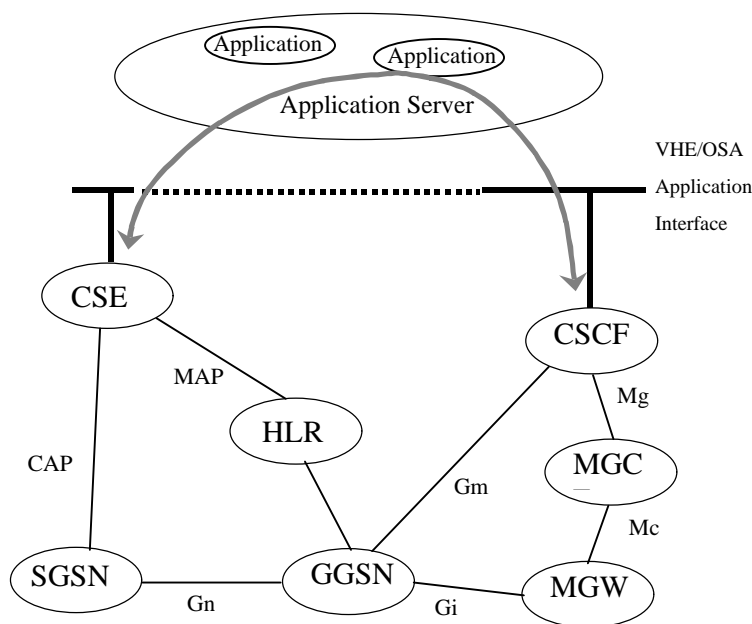 Application
Application
Application Server
VHE/OSA
Application
Interface
CSE
CSCF
MAP
Mg
HLR
CAP
MGC
Gm
Mc
SGSN
GGSN
MGW
Gn
Gi